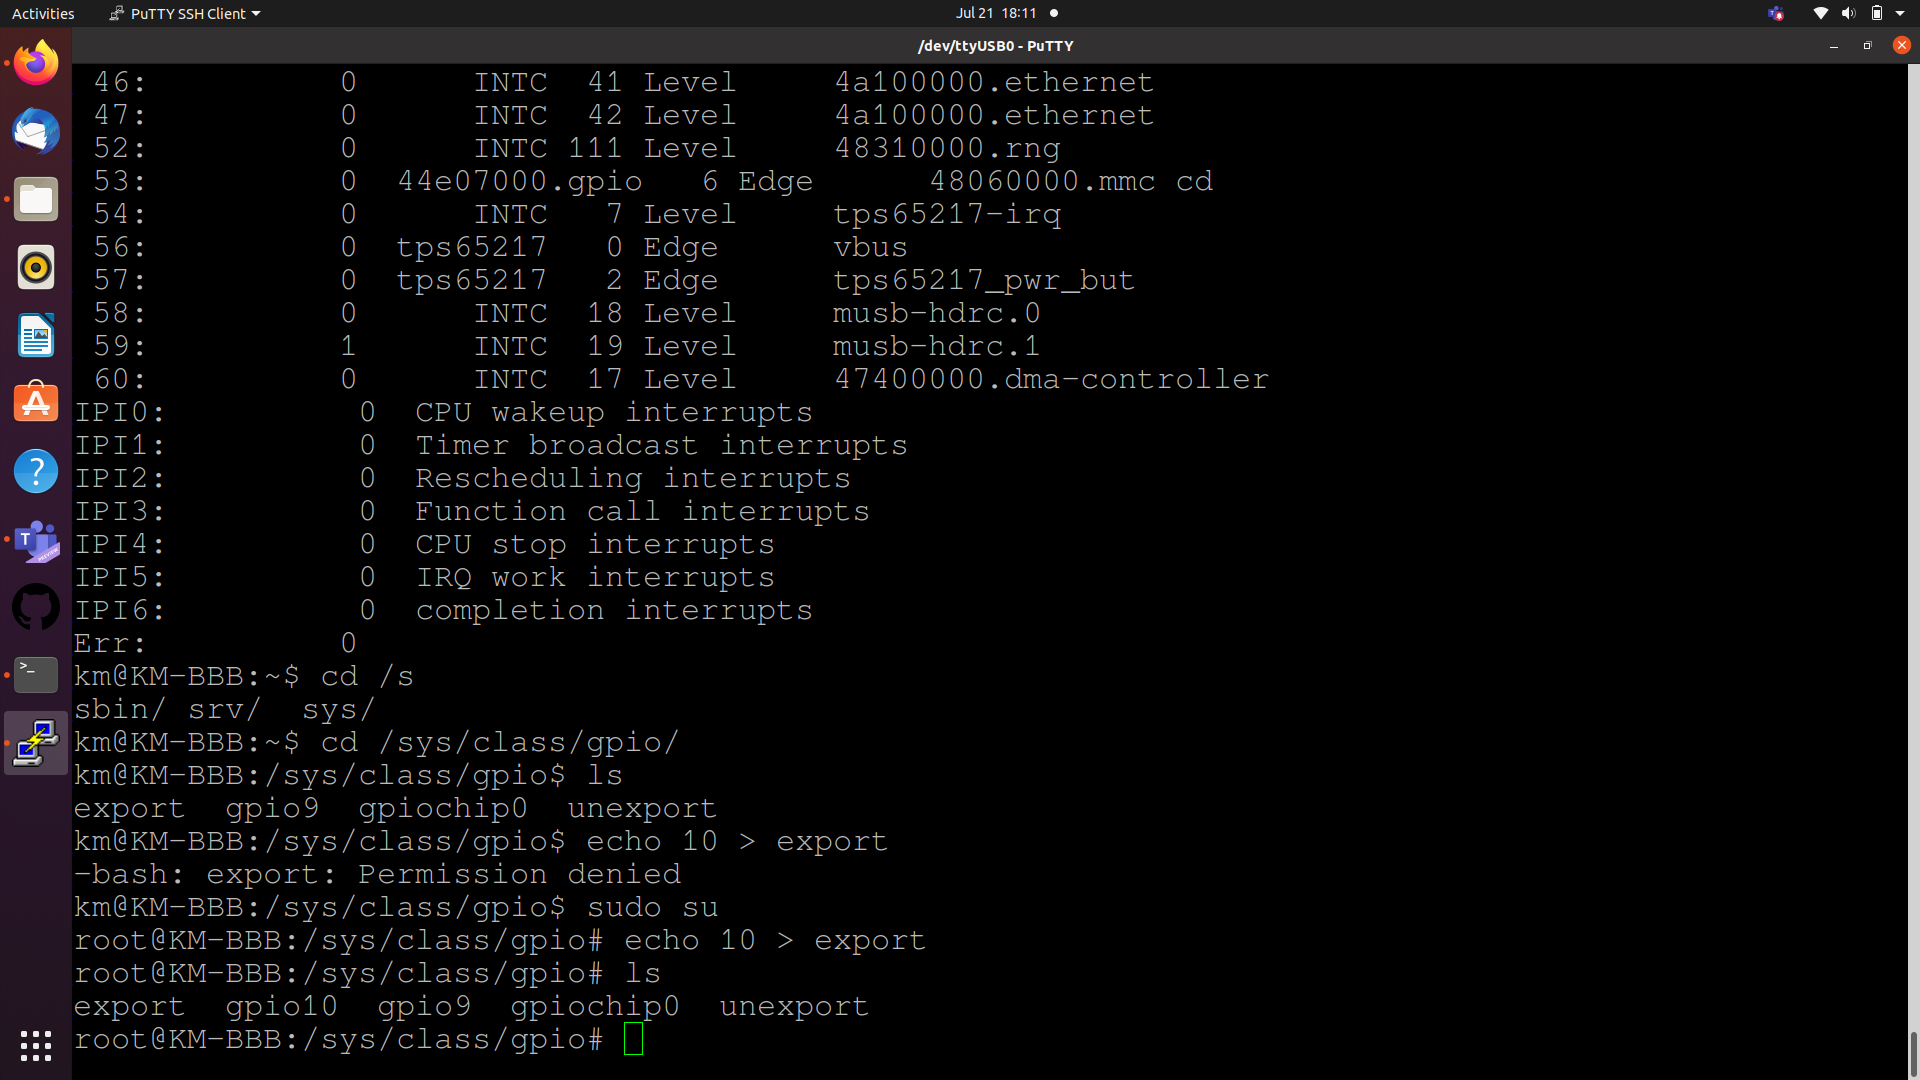 Activities PuTTY SSH Client Jul 21 18:11
/dev/ttyUSB0 - PuTTY
46: 0 INTC 41 Level 4a100000.ethernet
47: 0 INTC 42 Level 4a100000.ethernet
52: 0 INTC 111 Level 48310000.rng
53: 0 44e07000.gpio 6 Edge 48060000.mmc cd
54: 0 INTC 7 Level tps65217-irq
56: 0 tps65217 0 Edge vbus
57: 0 tps65217 2 Edge tps65217_pwr_but
58: 0 INTC 18 Level musb-hdrc.0
59: 1 INTC 19 Level musb-hdrc.1
60: 0 INTC 17 Level 47400000.dma-controller
IPI0: 0 CPU wakeup interrupts
IPI1: 0 Timer broadcast interrupts
IPI2: 0 Rescheduling interrupts
IPI3: 0 Function call interrupts
IPI4: 0 CPU stop interrupts
IPI5: 0 IRQ work interrupts
IPI6: 0 completion interrupts
Err: 0
km@KM-BBB:~$ cd /s
sbin/ srv/ sys/
km@KM-BBB:~$ cd /sys/class/gpio/
km@KM-BBB:/sys/class/gpio$ ls
export gpio9 gpiochip0 unexport
km@KM-BBB:/sys/class/gpio$ echo 10 > export
-bash: export: Permission denied
km@KM-BBB:/sys/class/gpio$ sudo su
root@KM-BBB:/sys/class/gpio# echo 10 > export
root@KM-BBB:/sys/class/gpio# ls
export gpio10 gpio9 gpiochip0 unexport
root@KM-BBB:/sys/class/gpio#